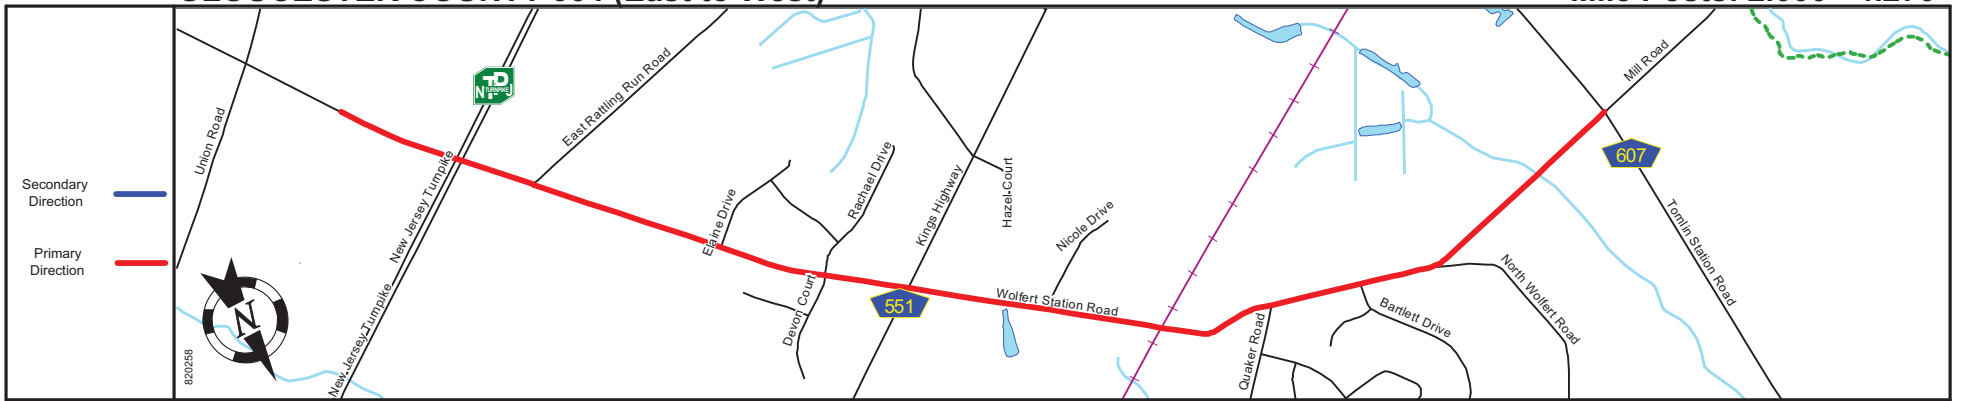 Secondary
Direction
Primary
Direction
Union Road
New Jersey Turnpike
New Jersey Turnpike
N TP J
TURNPIKE
East Rattling Run Road
Elaine Drive
Rachael Drive
Devon Court
Kings Highway
551
Hazel Court
Nicole Drive
Wolfert Station Road
Quaker Road
Bartlett Drive
North Wolfert Road
Mill Road
607
Tomlin Station Road
N
820258